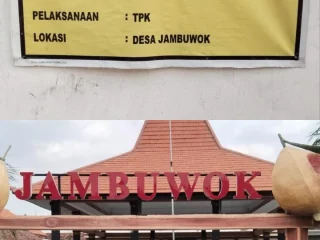 PELAKSANAAN : TPK
LOKASI : DESA JAMBUWOK
JAMBUWOK